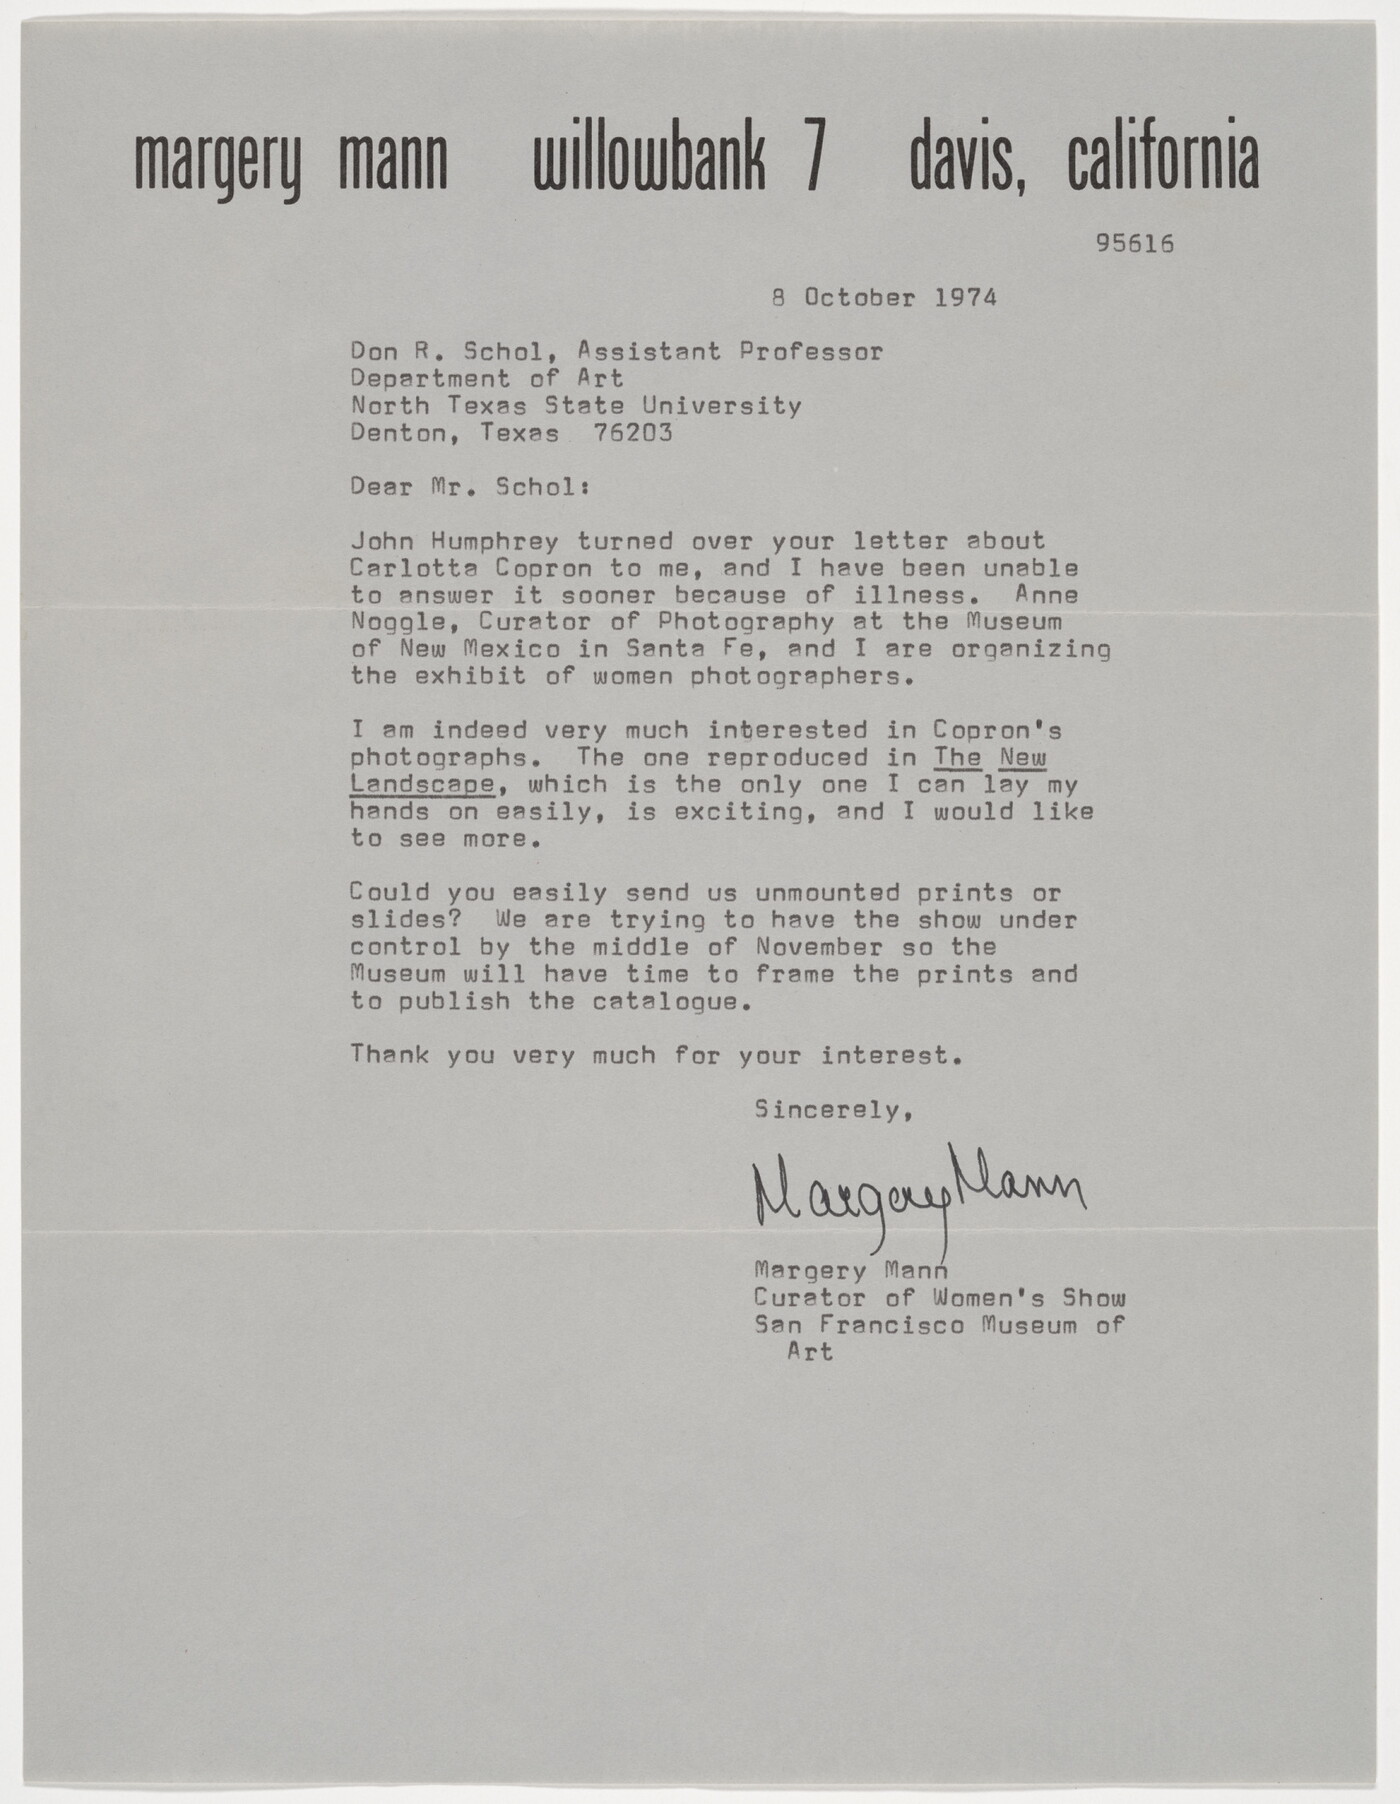 margery mann willowbank 7 davis, california
95616
8 October 1974
Don R. Schol, Assistant Professor
Department of Art
North Texas State University
Denton, Texas 76203
Dear Mr. Schol:
John Humphrey turned over your letter about
Carlotta Copron to me, and I have been unable
to answer it sooner because of illness. Anne
Noggle, Curator of Photography at the Museum
of New Mexico in Santa Fe, and I are organizing
the exhibit of women photographers.
I am indeed very much interested in Copron's
photographs. The one reproduced in The New
Landscape, which is the only one I can lay my
hands on easily, is exciting, and I would like
to see more.
Could you easily send us unmounted prints or
slides? We are trying to have the show under
control by the middle of November so the
Museum will have time to frame the prints and
to publish the catalogue.
Thank you very much for your interest.
Sincerely,
Margery Mann
Margery Mann
Curator of Women's Show
San Francisco Museum of
Art